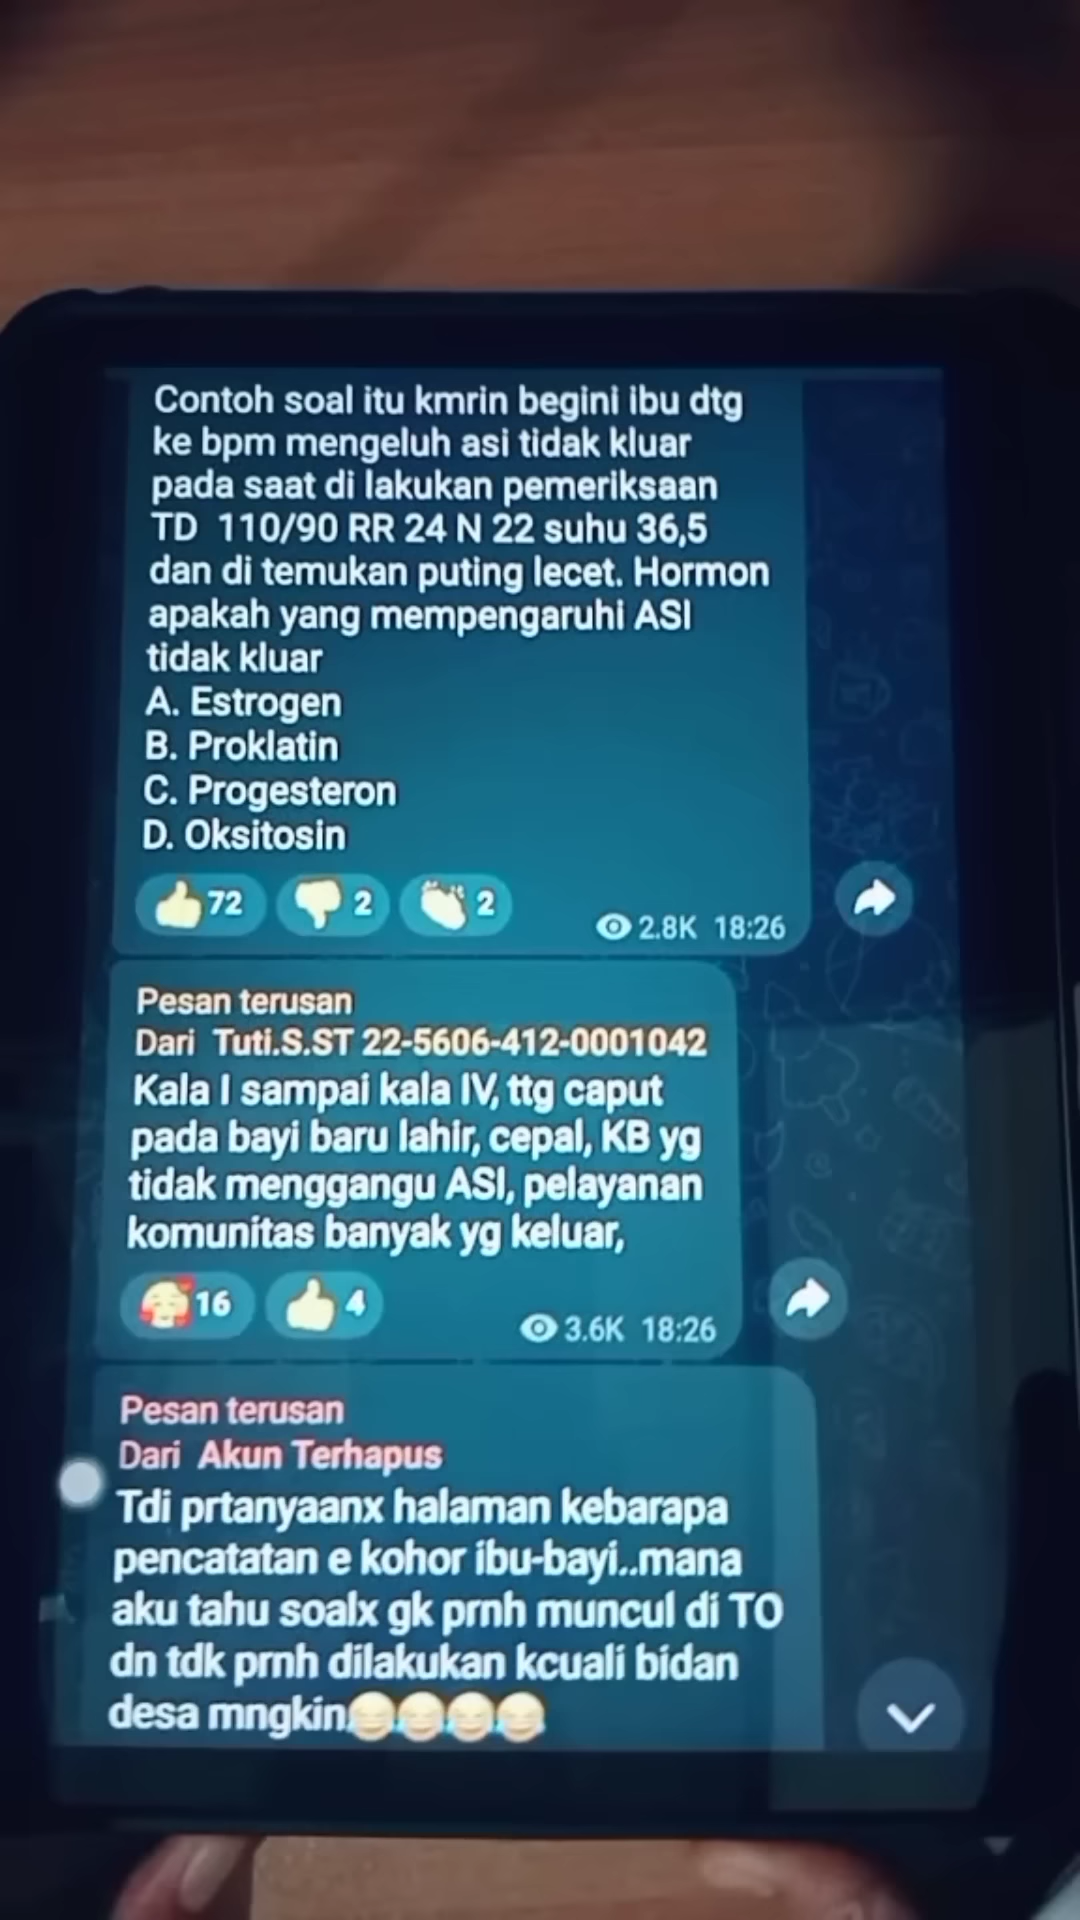 Contoh soal itu kmrin begini ibu dtg
ke bpm mengeluh asi tidak kluar
pada saat di lakukan pemeriksaan
TD 110/90 RR 24 N 22 suhu 36,5
dan di temukan puting lecet. Hormon
apakah yang mempengaruhi ASI
tidak kluar
A. Estrogen
B. Proklatin
C. Progesteron
D. Oksitosin
72 2 2 2.8K 18:26
Pesan terusan
Dari Tuti.S.ST 22-5606-412-0001042
Kala I sampai kala IV, ttg caput
pada bayi baru lahir, cepal, KB yg
tidak menggangu ASI, pelayanan
komunitas banyak yg keluar,
16 4 3.6K 18:26
Pesan terusan
Dari Akun Terhapus
Tdi prtanyaanx halaman kebarapa
pencatatan e kohor ibu-bayi..mana
aku tahu soalx gk prnh muncul di TO
dn tdk prnh dilakukan kcuali bidan
desa mngkin😂😂😂😂